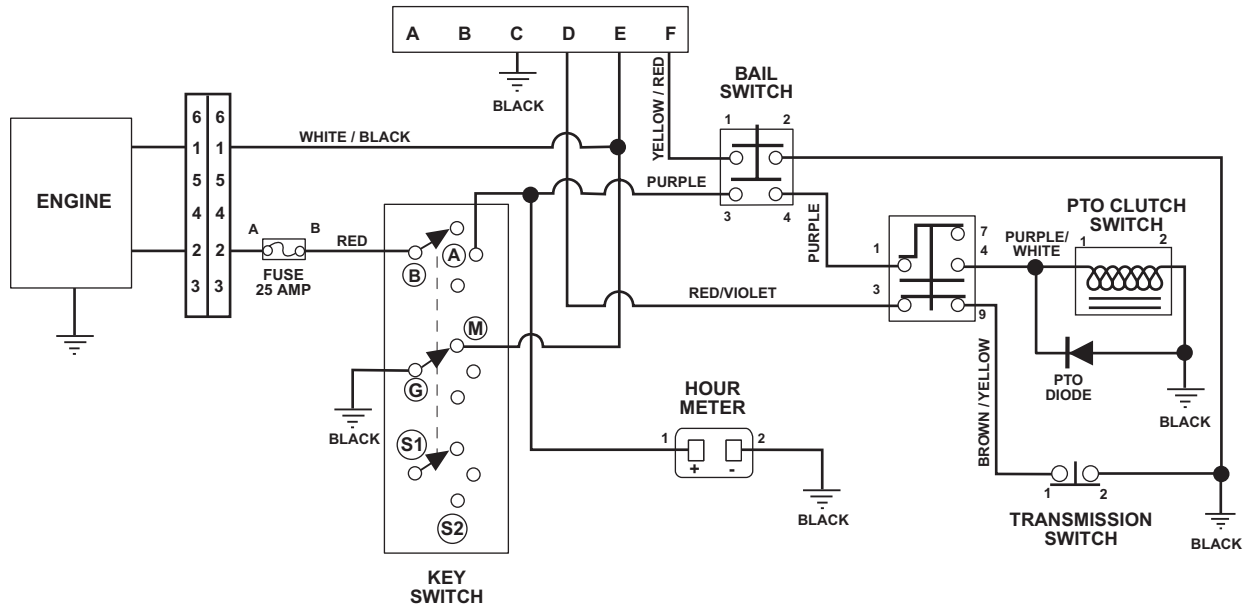 A B C D E F
BLACK
YELLOW / RED
BAIL
SWITCH
1 2
3 4
6 6
1 1
5 5
4 4
2 2
3 3
ENGINE
WHITE / BLACK
PURPLE
A B
FUSE
25 AMP
RED
B
A
M
G
BLACK
S1
S2
KEY
SWITCH
RED/VIOLET
PURPLE
1
7
4
3
9
PURPLE/
WHITE
PTO CLUTCH
SWITCH
1 2
PTO
DIODE
BLACK
HOUR
METER
1 2
+ -
BLACK
BROWN / YELLOW
1 2
TRANSMISSION
SWITCH
BLACK